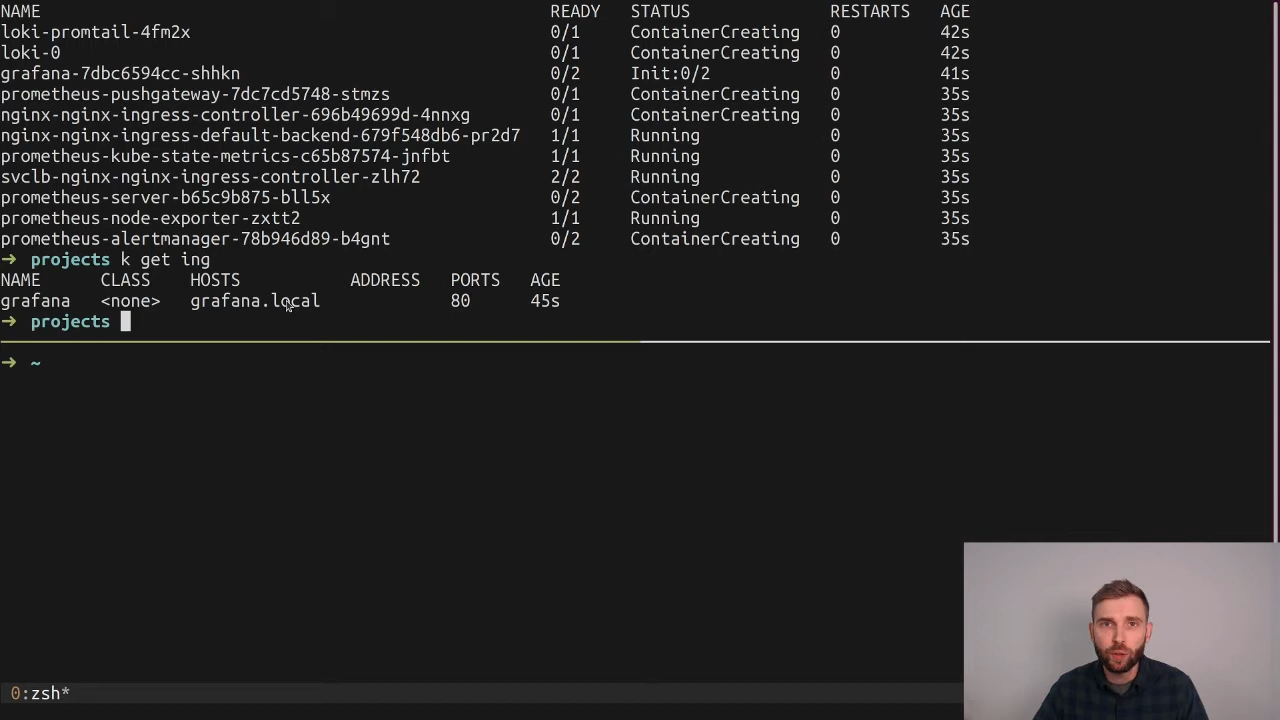 NAME READY STATUS RESTARTS AGE
loki-promtail-4fm2x 0/1 ContainerCreating 0 42s
loki-0 0/1 ContainerCreating 0 42s
grafana-7dbc6594cc-shhkn 0/2 Init:0/2 0 41s
prometheus-pushgateway-7dc7cd5748-stmzs 0/1 ContainerCreating 0 35s
nginx-nginx-ingress-controller-696b49699d-4nnxg 0/1 ContainerCreating 0 35s
nginx-nginx-ingress-default-backend-679f548db6-pr2d7 1/1 Running 0 35s
prometheus-kube-state-metrics-c65b87574-jnfbt 1/1 Running 0 35s
svclb-nginx-nginx-ingress-controller-zlh72 2/2 Running 0 35s
prometheus-server-b65c9b875-bll5x 0/2 ContainerCreating 0 35s
prometheus-node-exporter-zxtt2 1/1 Running 0 35s
prometheus-alertmanager-78b946d89-b4gnt 0/2 ContainerCreating 0 35s
→ projects k get ing
NAME CLASS HOSTS ADDRESS PORTS AGE
grafana <none> grafana.local 80 45s
→ projects
→ ~
0:zsh*